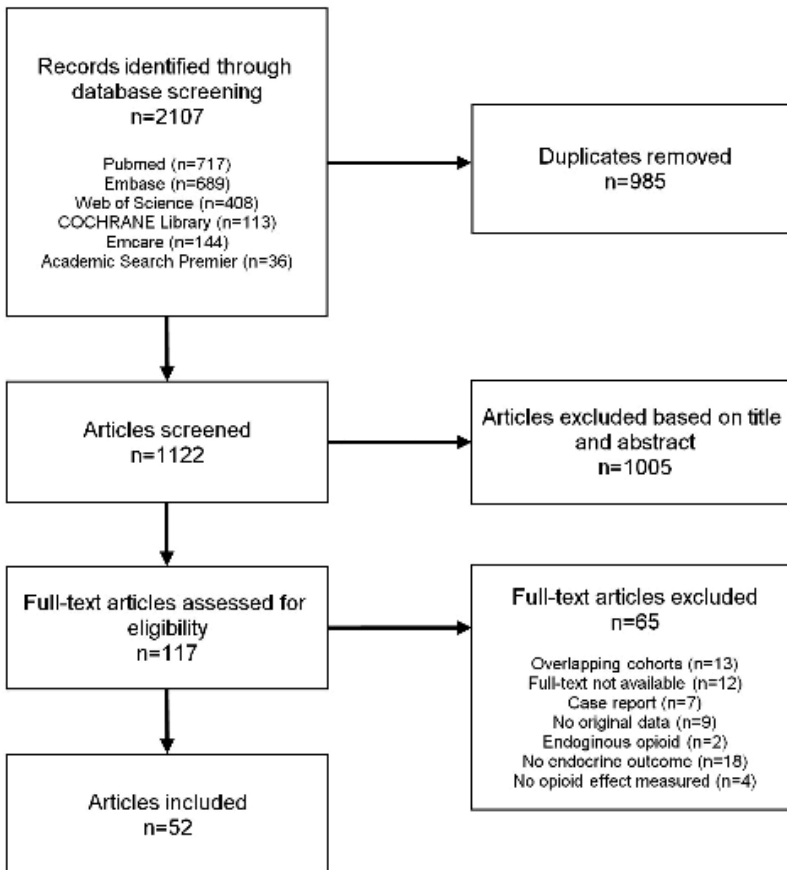 Records identified through
database screening
n=2107
Pubmed (n=717)
Embase (n=689)
Web of Science (n=408)
COCHRANE Library (n=113)
Emcare (n=144)
Academic Search Premier (n=36)
Duplicates removed
n=985
Articles screened
n=1122
Articles excluded based on title
and abstract
n=1005
Full-text articles assessed for
eligibility
n=117
Full-text articles excluded
n=65
Overlapping cohorts (n=13)
Full-text not available (n=12)
Case report (n=7)
No original data (n=9)
Endoginous opioid (n=2)
No endocrine outcome (n=18)
No opioid effect measured (n=4)
Articles included
n=52